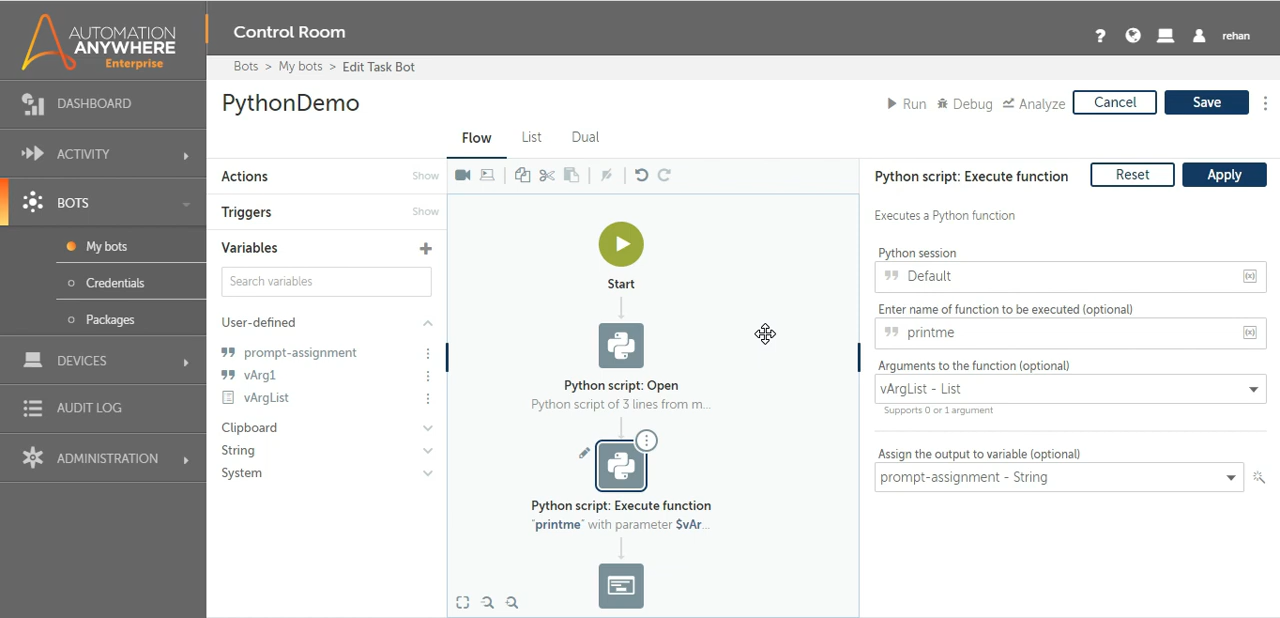 AUTOMATION
ANYWHERE
Enterprise
Control Room
? rehan
Bots > My bots > Edit Task Bot
DASHBOARD
ACTIVITY
BOTS
My bots
Credentials
Packages
DEVICES
AUDIT LOG
ADMINISTRATION
PythonDemo
Run Debug Analyze Cancel Save
Flow List Dual
Actions Show
Triggers Show
Variables +
Search variables
User-defined
prompt-assignment
vArg1
vArgList
Clipboard
String
System
Start
Python script: Open
Python script of 3 lines from m...
Python script: Execute function
"printme" with parameter $vAr...
Python script: Execute function Reset Apply
Executes a Python function
Python session
Default (x)
Enter name of function to be executed (optional)
printme (x)
Arguments to the function (optional)
vArgList - List
Supports 0 or 1 argument
Assign the output to variable (optional)
prompt-assignment - String